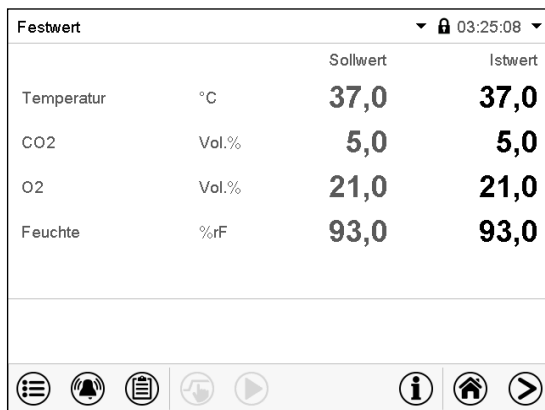 Festwert 03:25:08
Sollwert Istwert
Temperatur °C 37,0 37,0
CO2 Vol.% 5,0 5,0
O2 Vol.% 21,0 21,0
Feuchte %rF 93,0 93,0